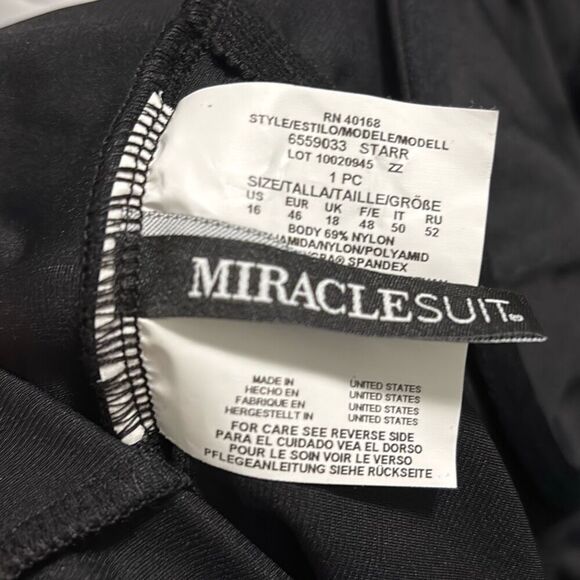 RN 40168
STYLE/ESTILO/MODELE/MODELL
6559033 STARR
LOT 10020945 ZZ
1 PC
SIZE/TALLA/TAILLE/GRÖßE
US EUR UK F/E IT RU
16 46 18 48 50 52
BODY 69% NYLON
/NYLON/POLYAMID
SPANDEX
MIRACLESUIT®
MADE IN UNITED STATES
HECHO EN UNITED STATES
FABRIQUE EN UNITED STATES
HERGESTELLT IN UNITED STATES
FOR CARE SEE REVERSE SIDE
PARA EL CUIDADO VEA EL DORSO
POUR LE SOIN VOIR LE VERSO
PFLEGEANLEITUNG SIEHE RÜCKSEITE